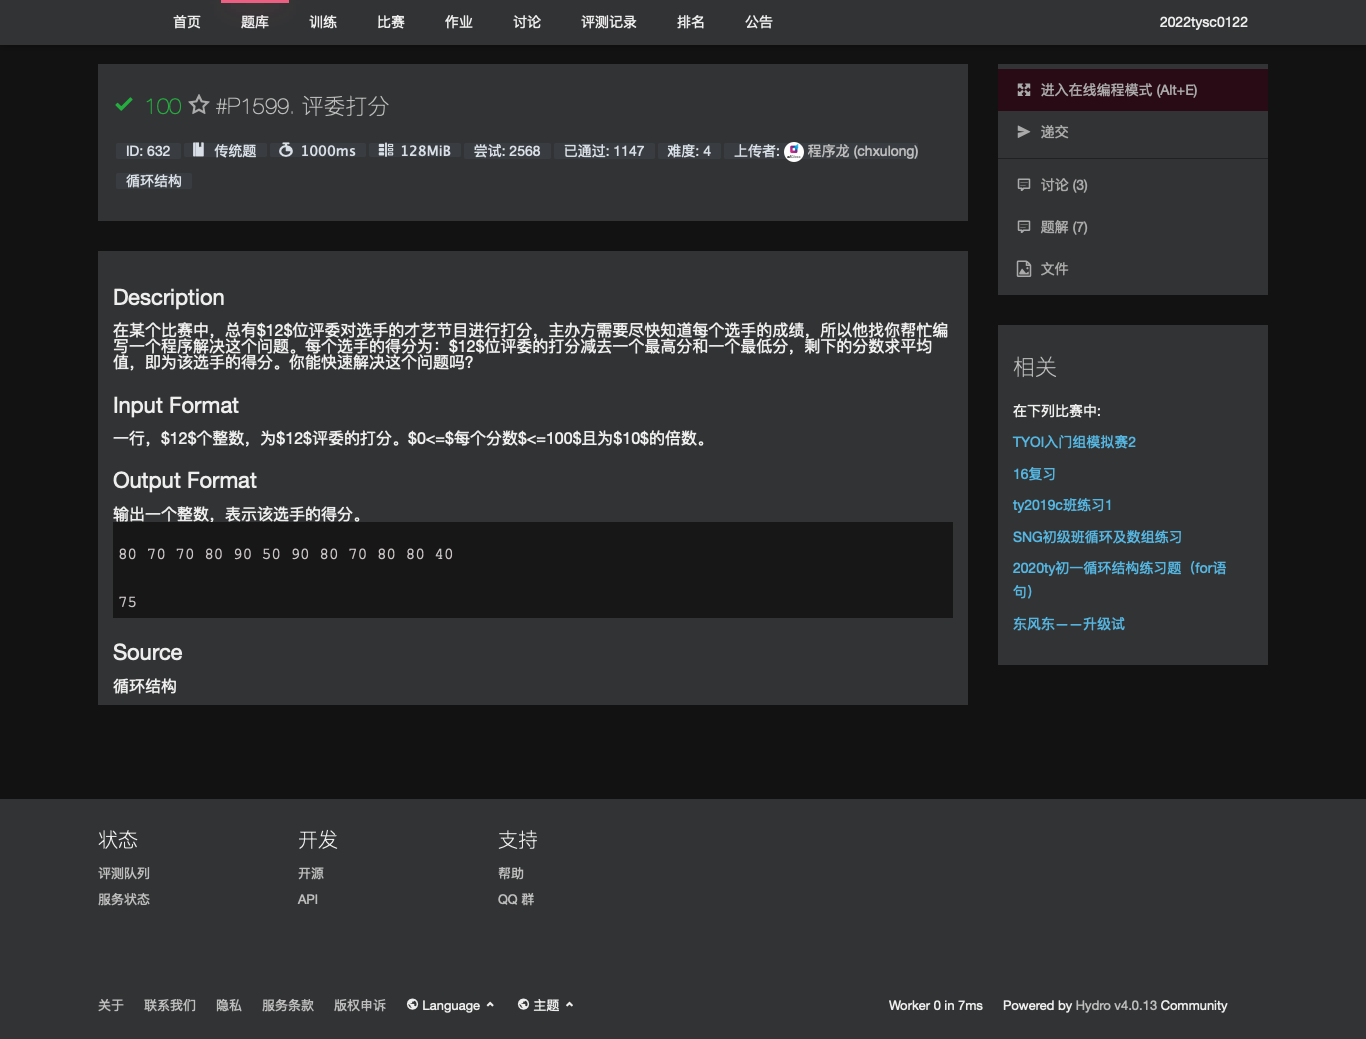 首页 题库 训练 比赛 作业 讨论 评测记录 排名 公告 2022tysc0122
100 #P1599. 评委打分
ID: 632 传统题 1000ms 128MiB 尝试: 2568 已通过: 1147 难度: 4 上传者: 程序龙 (chxulong)
循环结构
Description
在某个比赛中，总有$12$位评委对选手的才艺节目进行打分，主办方需要尽快知道每个选手的成绩，所以他找你帮忙编
写一个程序解决这个问题。每个选手的得分为：$12$位评委的打分减去一个最高分和一个最低分，剩下的分数求平均
值，即为该选手的得分。你能快速解决这个问题吗?
Input Format
一行，$12$个整数，为$12$评委的打分。$0<=$每个分数$<=100$且为$10$的倍数。
Output Format
输出一个整数，表示该选手的得分。
80 70 70 80 90 50 90 80 70 80 80 40
75
Source
循环结构
进入在线编程模式 (Alt+E)
递交
讨论 (3)
题解 (7)
文件
相关
在下列比赛中:
TYOI入门组模拟赛2
16复习
ty2019c班练习1
SNG初级班循环及数组练习
2020ty初一循环结构练习题（for语
句）
东风东——升级试
状态 开发 支持
评测队列 开源 帮助
服务状态 API QQ 群
关于 联系我们 隐私 服务条款 版权申诉 Language 主题 Worker 0 in 7ms Powered by Hydro v4.0.13 Community